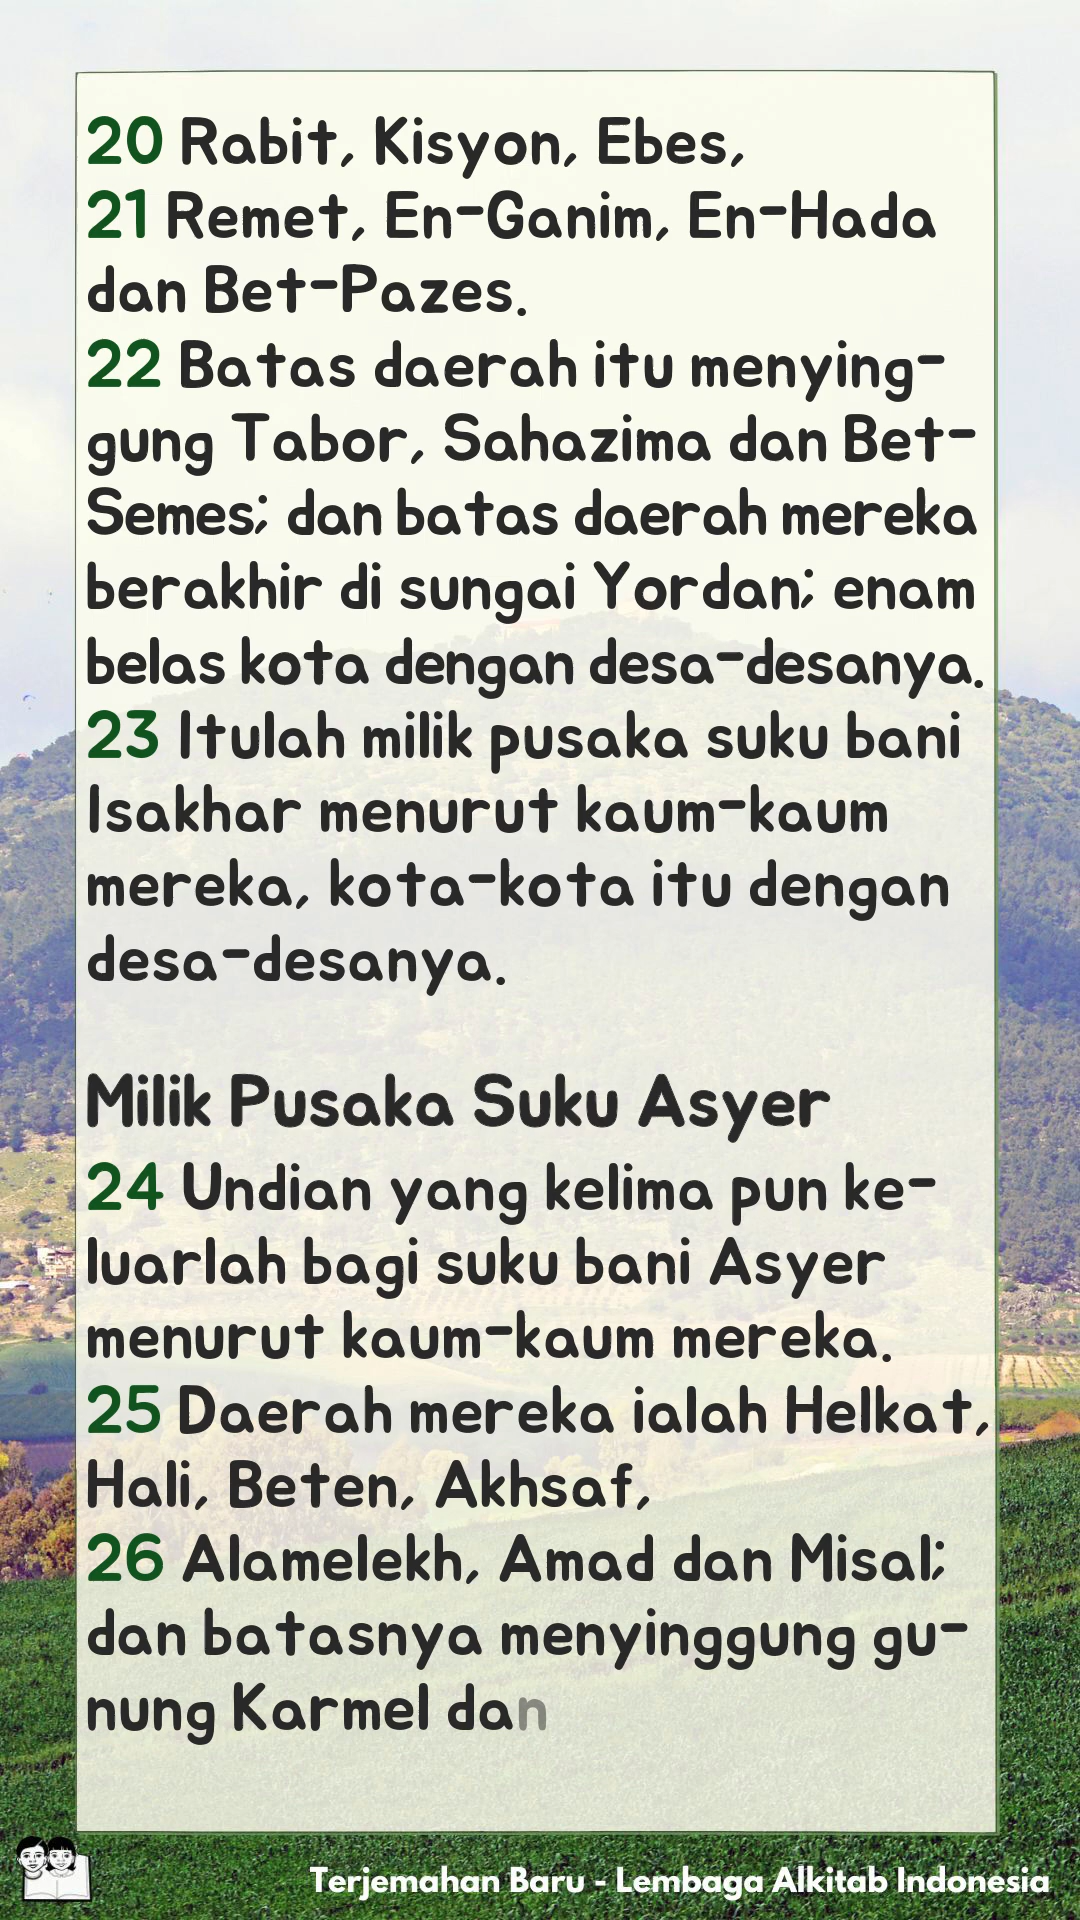 20 Rabit, Kisyon, Ebes,
21 Remet, En-Ganim, En-Hada
dan Bet-Pazes.
22 Batas daerah itu menying-
gung Tabor, Sahazima dan Bet-
Semes; dan batas daerah mereka
berakhir di sungai Yordan; enam
belas kota dengan desa-desanya.
23 Itulah milik pusaka suku bani
Isakhar menurut kaum-kaum
mereka, kota-kota itu dengan
desa-desanya.
Milik Pusaka Suku Asyer
24 Undian yang kelima pun ke-
luarlah bagi suku bani Asyer
menurut kaum-kaum mereka.
25 Daerah mereka ialah Helkat,
Hali, Beten, Akhsaf,
26 Alamelekh, Amad dan Misal;
dan batasnya menyinggung gu-
nung Karmel dan
Terjemahan Baru - Lembaga Alkitab Indonesia